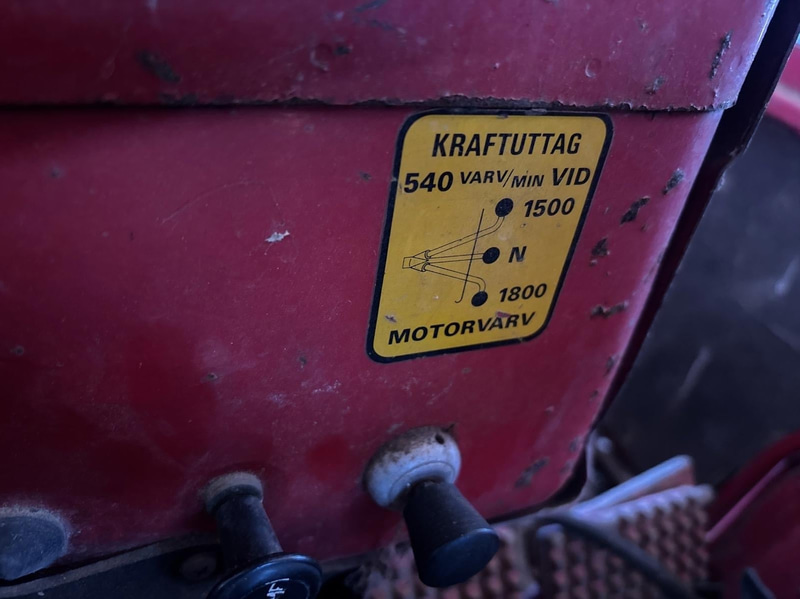 KRAFTUTTAG
540 VARV/MIN VID
1500
N
1800
MOTORVARV